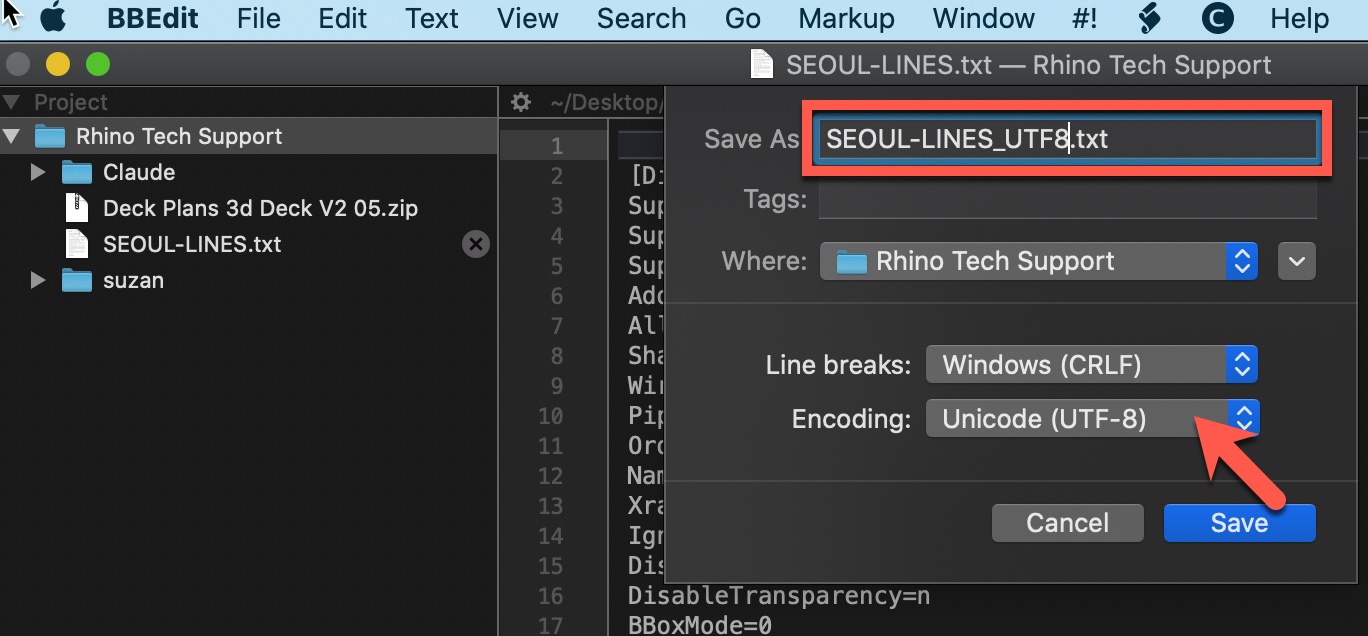 BBEdit File Edit Text View Search Go Markup Window #! Help
SEOUL-LINES.txt — Rhino Tech Support
Project
Rhino Tech Support
Claude
Deck Plans 3d Deck V2 05.zip
SEOUL-LINES.txt
suzan
~/Desktop/
1
2 [Di
3 Sup
4 Sup
5 Sup
6 Add
7 All
8 Sha
9 Wir
10 Pip
11 Ord
12 Nam
13 Xra
14 Ign
15 Dis
16 DisableTransparency=n
17 BBoxMode=0
Save As
SEOUL-LINES_UTF8.txt
Tags:
Where: Rhino Tech Support
Line breaks: Windows (CRLF)
Encoding: Unicode (UTF-8)
Cancel Save